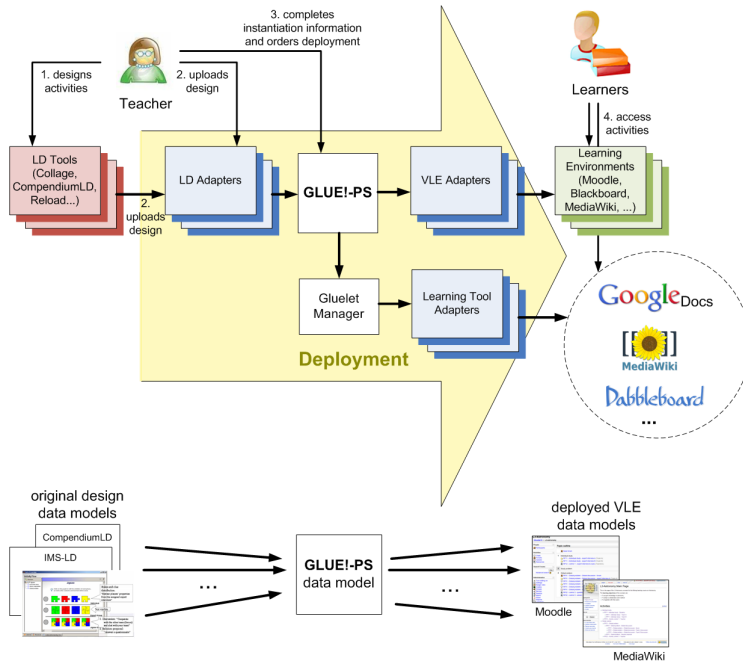 3. completes
instantiation information
and orders deployment
1. designs
activities
2. uploads
design
Teacher
Learners
4. access
activities
LD Tools
(Collage,
CompendiumLD,
Reload...)
2.
uploads
design
LD Adapters
GLUE!-PS
VLE Adapters
Learning
Environments
(Moodle,
Blackboard,
MediaWiki, ...)
Gluelet
Manager
Learning Tool
Adapters
Deployment
Google Docs
[[ ]]
MediaWiki
Dabbleboard
...
original design
data models
CompendiumLD
IMS-LD
...
GLUE!-PS
data model
...
deployed VLE
data models
Moodle
MediaWiki